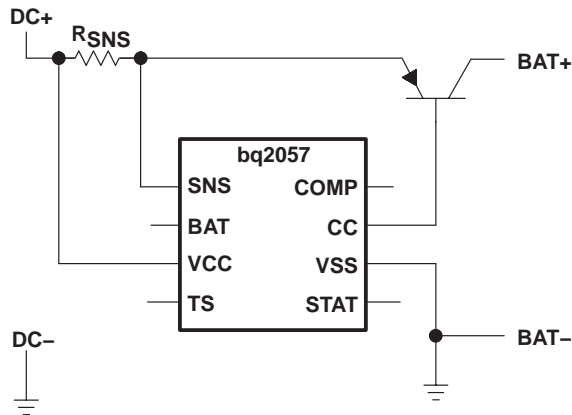 DC+
RSNS
BAT+
bq2057
SNS
COMP
BAT
CC
VCC
VSS
TS
STAT
DC–
BAT–